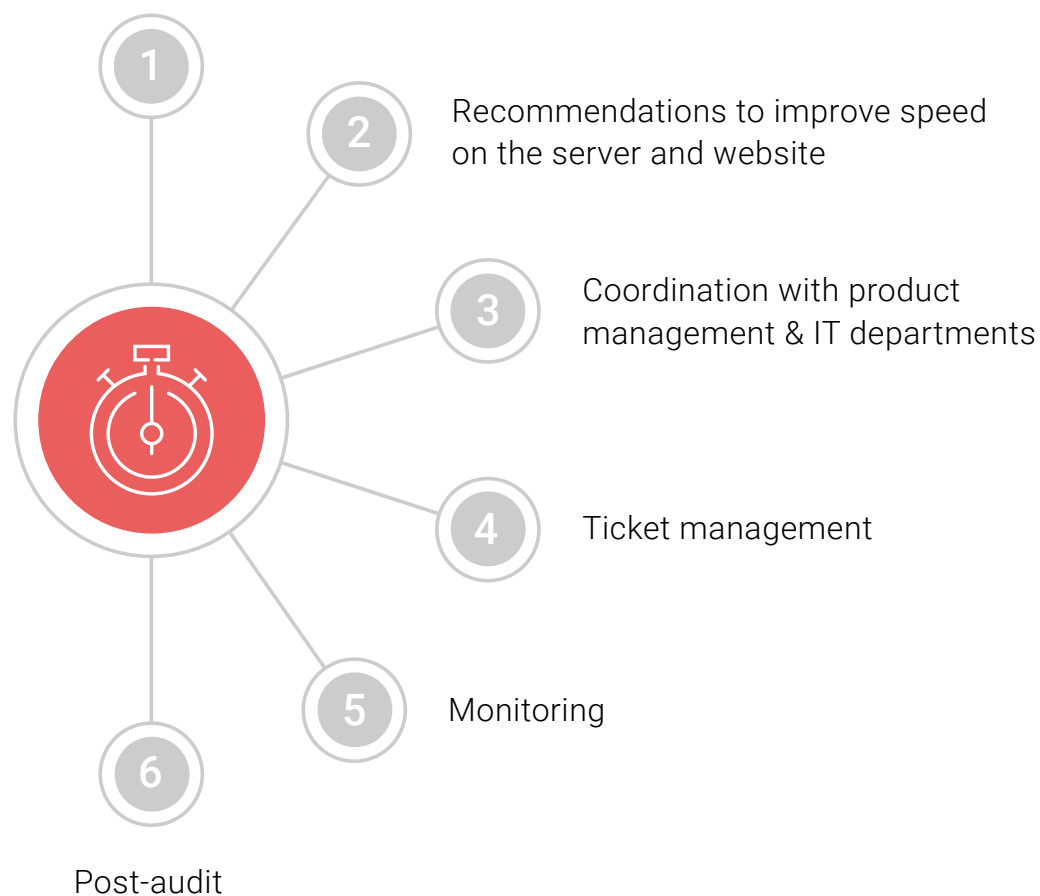 1
2
Recommendations to improve speed
on the server and website
3
Coordination with product
management & IT departments
4
Ticket management
5
Monitoring
6
Post-audit